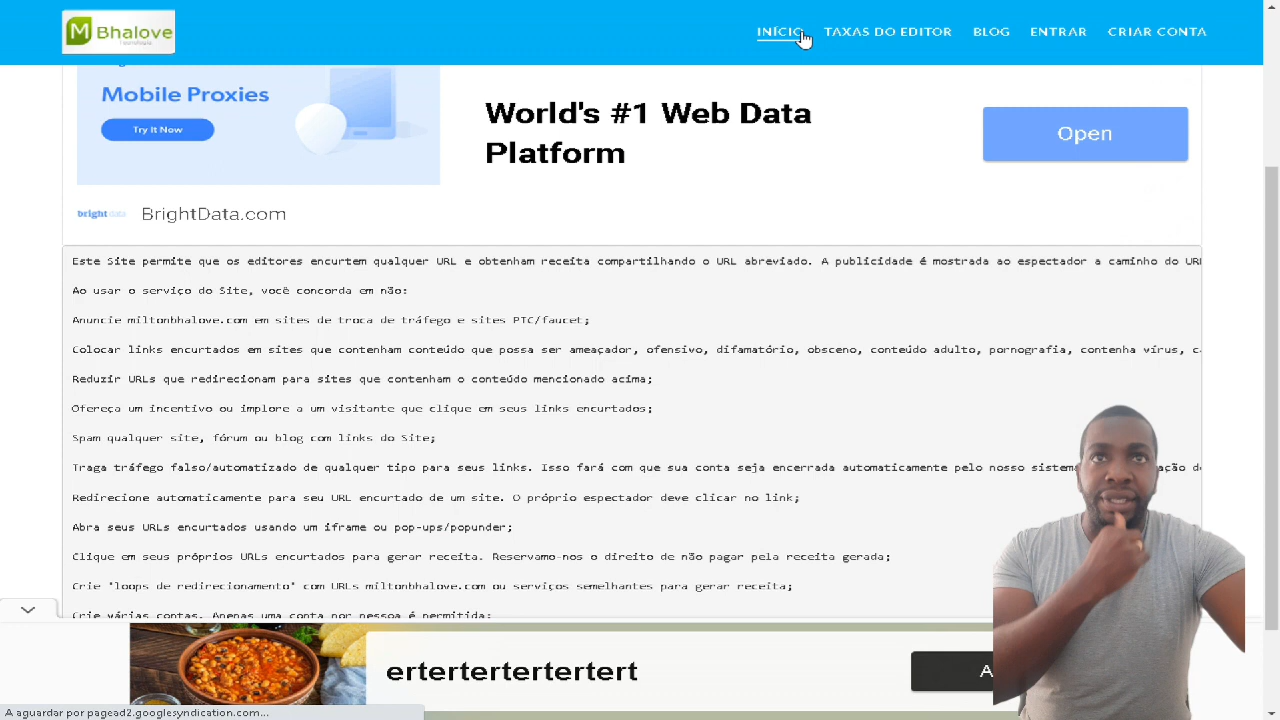 M Bhalove
Tecnologia
INÍCIO TAXAS DO EDITOR BLOG ENTRAR CRIAR CONTA
Mobile Proxies
Try It Now
World's #1 Web Data
Platform
Open
bright data
BrightData.com
Este Site permite que os editores encurtem qualquer URL e obtenham receita compartilhando o URL abreviado. A publicidade é mostrada ao espectador a caminho do URL
Ao usar o serviço do Site, você concorda em não:
Anuncie miltonbhalove.com em sites de troca de tráfego e sites PTC/faucet;
Colocar links encurtados em sites que contenham conteúdo que possa ser ameaçador, ofensivo, difamatório, obsceno, conteúdo adulto, pornografia, contenha vírus,
Reduzir URLs que redirecionam para sites que contenham o conteúdo mencionado acima;
Ofereça um incentivo ou implore a um visitante que clique em seus links encurtados;
Spam qualquer site, fórum ou blog com links do Site;
Traga tráfego falso/automatizado de qualquer tipo para seus links. Isso fará com que sua conta seja encerrada automaticamente pelo nosso
Redirecione automaticamente para seu URL encurtado de um site. O próprio espectador deve clicar no link;
Abra seus URLs encurtados usando um iframe ou pop-ups/popunder;
Clique em seus próprios URLs encurtados para gerar receita. Reservamo-nos o direito de não pagar pela receita gerada;
Crie "loops de redirecionamento" com URLs miltonbhalove.com ou serviços semelhantes para gerar receita;
Crie várias contas. Apenas uma conta por pessoa é permitida;
ertertertertertert
A
A aguardar por pagead2.googlesyndication.com...